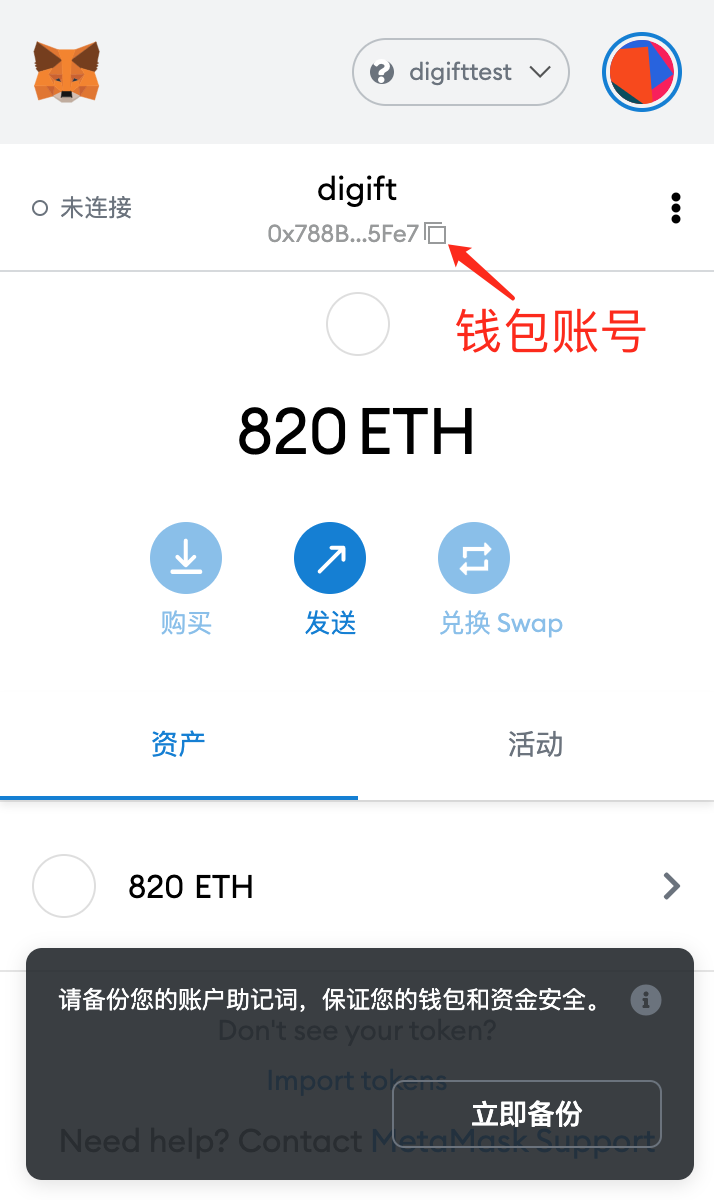 digifttest
未连接
digift
0x788B...5Fe7
钱包账号
820 ETH
购买
发送
兑换 Swap
资产
活动
820 ETH
请备份您的账户助记词，保证您的钱包和资金安全。
Don't see your token?
Import tokens
立即备份
Need help? Contact MetaMask Support